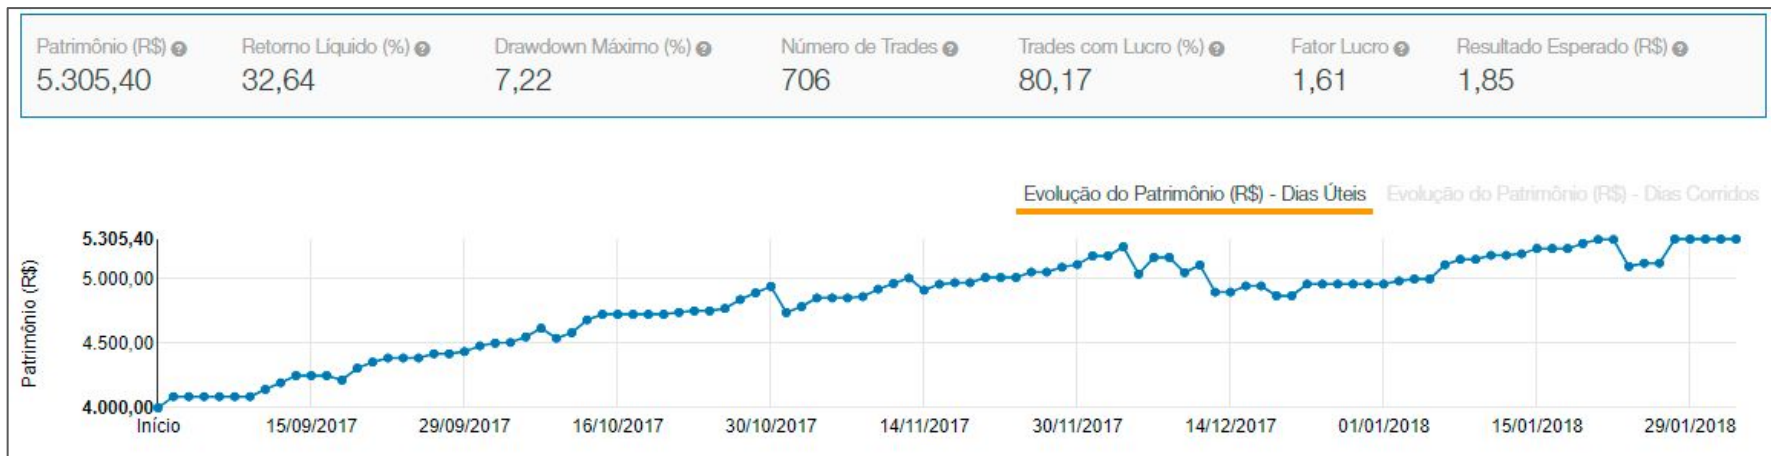 Patrimônio (R$) Retorno Líquido (%) Drawdown Máximo (%) Número de Trades Trades com Lucro (%) Fator Lucro Resultado Esperado (R$)
5.305,40 32,64 7,22 706 80,17 1,61 1,85
Evolução do Patrimônio (R$) - Dias Úteis Evolução do Patrimônio (R$) - Dias Corridos
Patrimônio (R$)
5.305,40
5.000,00
4.500,00
4.000,00
Início 15/09/2017 29/09/2017 16/10/2017 30/10/2017 14/11/2017 30/11/2017 14/12/2017 01/01/2018 15/01/2018 29/01/2018